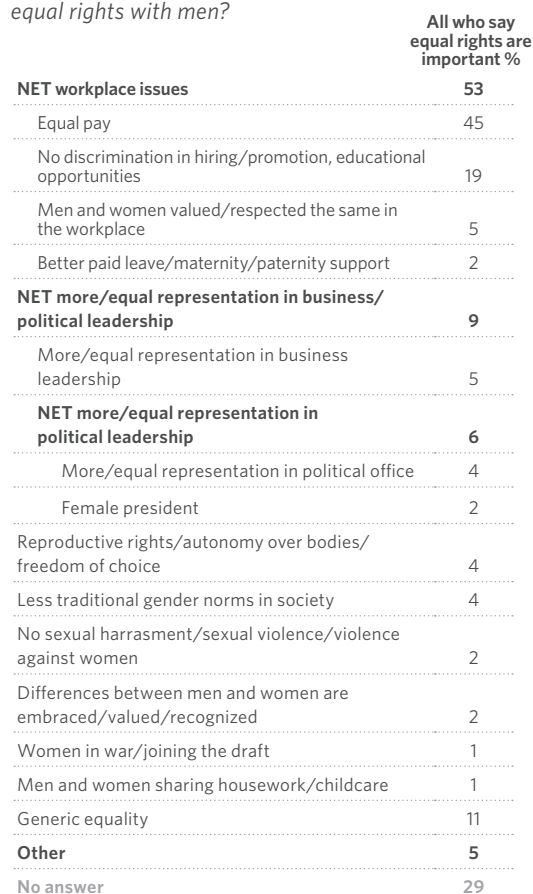 equal rights with men?
All who say
equal rights are
important %
NET workplace issues 53
Equal pay 45
No discrimination in hiring/promotion, educational
opportunities 19
Men and women valued/respected the same in
the workplace 5
Better paid leave/maternity/paternity support 2
NET more/equal representation in business/
political leadership 9
More/equal representation in business
leadership 5
NET more/equal representation in
political leadership 6
More/equal representation in political office 4
Female president 2
Reproductive rights/autonomy over bodies/
freedom of choice 4
Less traditional gender norms in society 4
No sexual harrasment/sexual violence/violence
against women 2
Differences between men and women are
embraced/valued/recognized 2
Women in war/joining the draft 1
Men and women sharing housework/childcare 1
Generic equality 11
Other 5
No answer 29